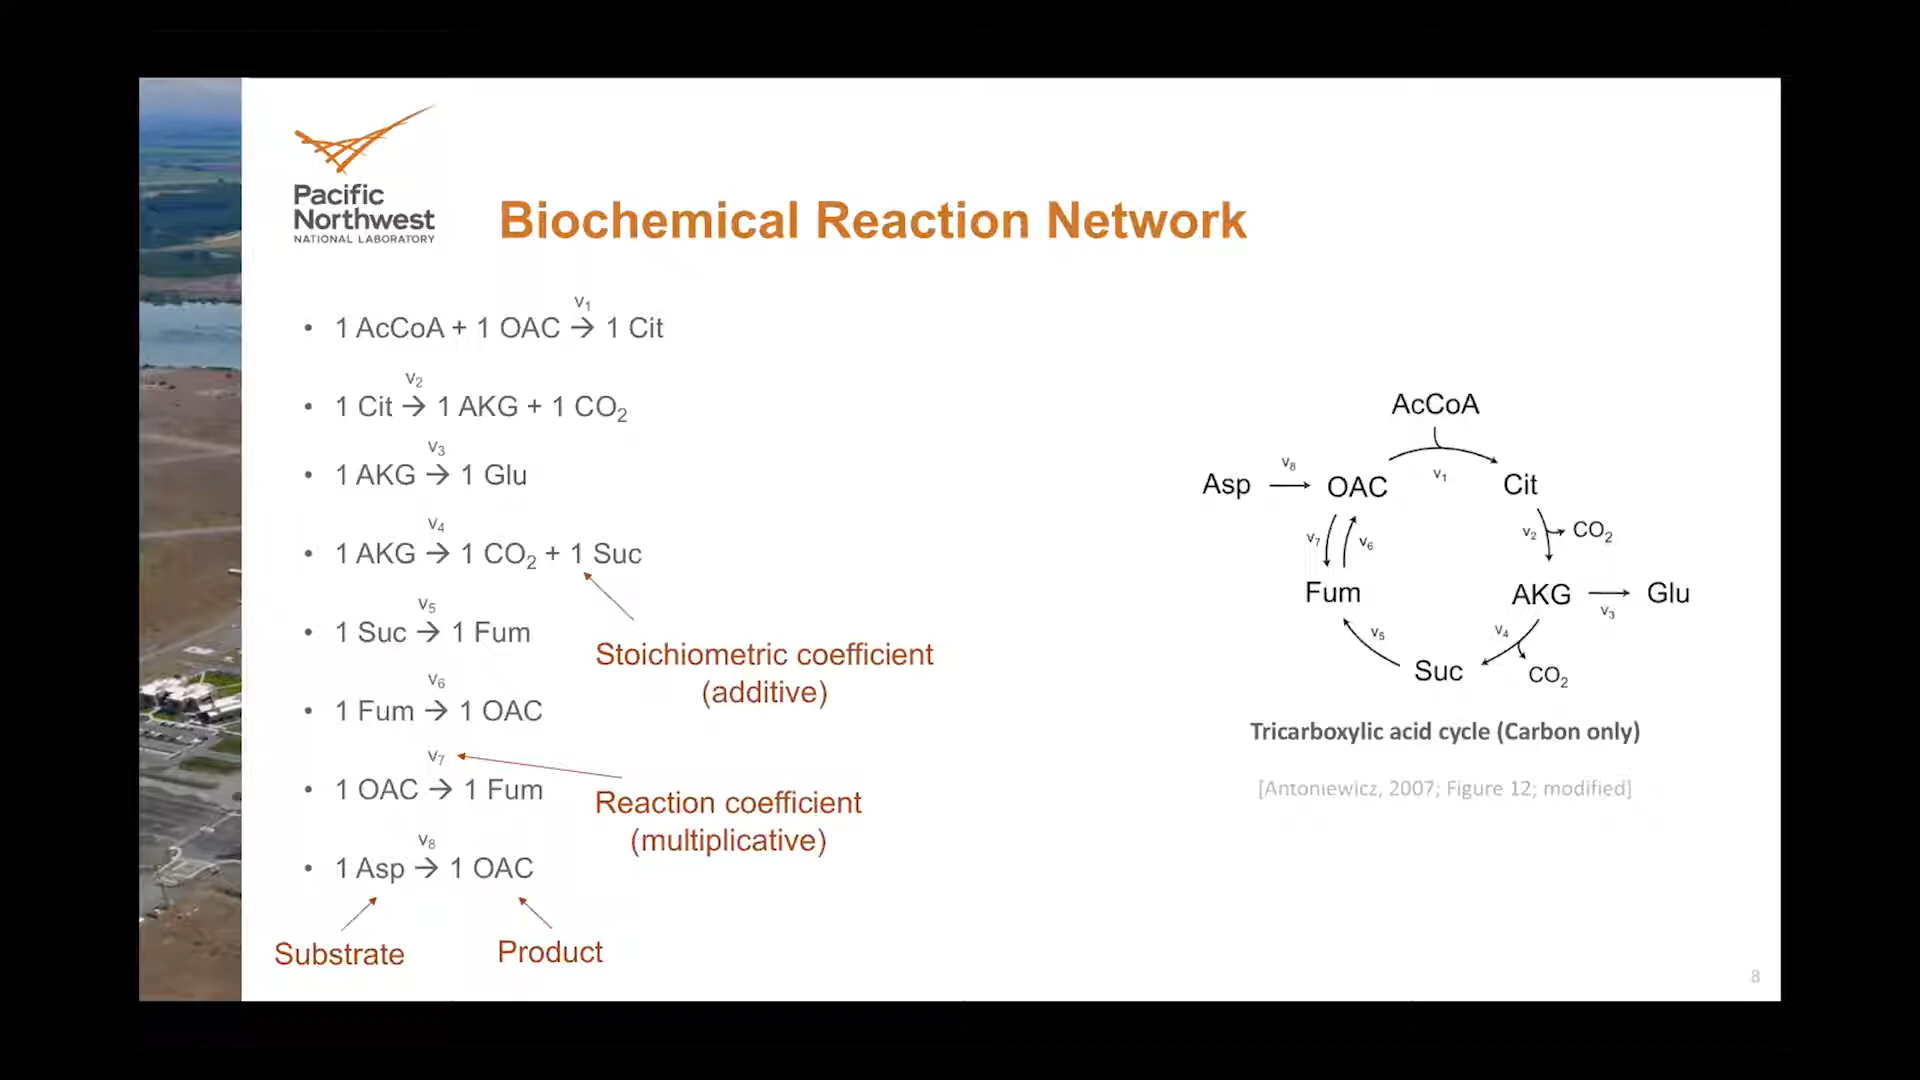 Pacific
Northwest
NATIONAL LABORATORY
Biochemical Reaction Network
v₁
• 1 AcCoA + 1 OAC → 1 Cit
v₂
• 1 Cit → 1 AKG + 1 CO₂
v₃
• 1 AKG → 1 Glu
v₄
• 1 AKG → 1 CO₂ + 1 Suc
v₅
• 1 Suc → 1 Fum
v₆
• 1 Fum → 1 OAC
v₇
• 1 OAC → 1 Fum
v₈
• 1 Asp → 1 OAC
Stoichiometric coefficient
(additive)
Reaction coefficient
(multiplicative)
Substrate
Product
AcCoA
Asp v₈ OAC v₁ Cit
v₇ v₆ v₂ CO₂
Fum AKG v₃ Glu
v₅ v₄
Suc CO₂
Tricarboxylic acid cycle (Carbon only)
[Antoniewicz, 2007; Figure 12; modified]
8